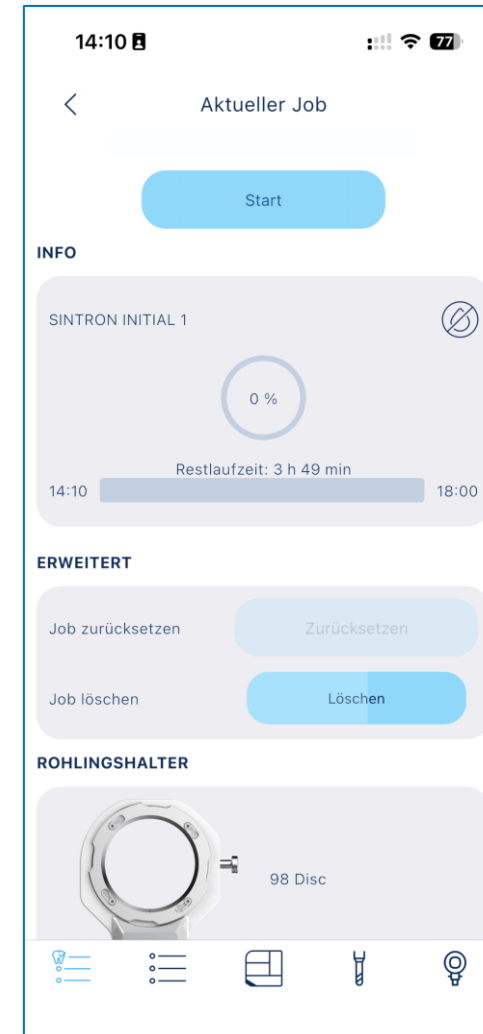 14:10
77
Aktueller Job
Start
INFO
SINTRON INITIAL 1
0 %
Restlaufzeit: 3 h 49 min
14:10 18:00
ERWEITERT
Job zurücksetzen Zurücksetzen
Job löschen Löschen
ROHLINGSHALTER
98 Disc